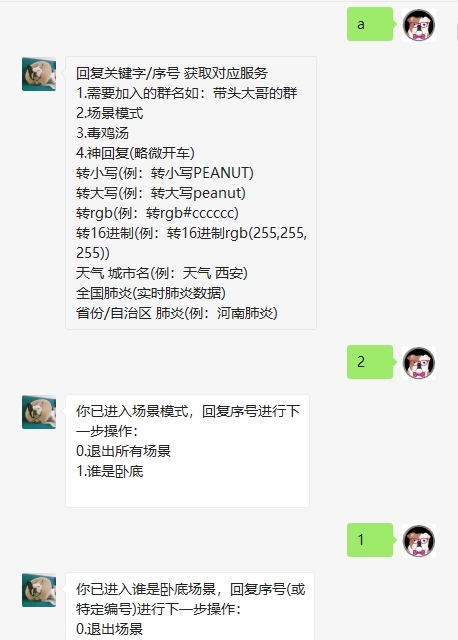 a
回复关键字/序号 获取对应服务
1.需要加入的群名如：带头大哥的群
2.场景模式
3.毒鸡汤
4.神回复(略微开车)
转小写(例：转小写PEANUT)
转大写(例：转大写peanut)
转rgb(例：转rgb#cccccc)
转16进制(例：转16进制rgb(255,255,
255))
天气 城市名(例：天气 西安)
全国肺炎(实时肺炎数据)
省份/自治区 肺炎(例：河南肺炎)
2
你已进入场景模式，回复序号进行下
一步操作：
0.退出所有场景
1.谁是卧底
1
你已进入谁是卧底场景，回复序号(或
特定编号)进行下一步操作：
0.退出场景